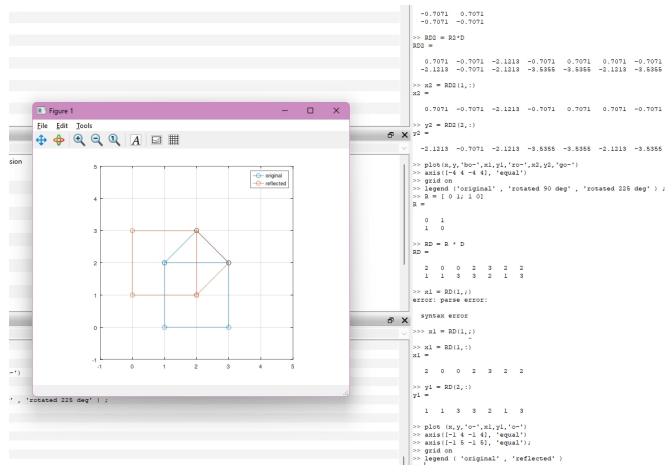 Figure 1
File Edit Tools
A
original
reflected
5
4
3
2
1
0
-1
-1 0 1 2 3 4 5
sion
-')
' , 'rotated 225 deg' ) ;
-0.7071 0.7071
-0.7071 -0.7071
>> RD2 = R2*D
RD2 =
0.7071 -0.7071 -2.1213 -0.7071 0.7071 0.7071 -0.7071
-2.1213 -0.7071 -2.1213 -3.5355 -3.5355 -2.1213 -3.5355
>> x2 = RD2(1,:)
x2 =
0.7071 -0.7071 -2.1213 -0.7071 0.7071 0.7071 -0.7071
>> y2 = RD2(2,:)
y2 =
-2.1213 -0.7071 -2.1213 -3.5355 -3.5355 -2.1213 -3.5355
>> plot(x,y,'bo-',x1,y1,'ro-',x2,y2,'go-')
>> axis([-4 4 -4 4], 'equal')
>> grid on
>> legend ('original' , 'rotated 90 deg' , 'rotated 225 deg' ) ;
>> R = [ 0 1; 1 0]
R =
0 1
1 0
>> RD = R * D
RD =
2 0 0 2 3 2 2
1 1 3 3 2 1 3
>> x1 = RD(1,;)
error: parse error:
syntax error
>>> x1 = RD(1,;)
^
>> x1 = RD(1,:)
x1 =
2 0 0 2 3 2 2
>> y1 = RD(2,:)
y1 =
1 1 3 3 2 1 3
>> plot (x,y,'o-',x1,y1,'o-')
>> axis([-1 4 -1 4], 'equal')
>> axis([-1 5 -1 5], 'equal');
>> grid on
>> legend ( 'original' , 'reflected' )